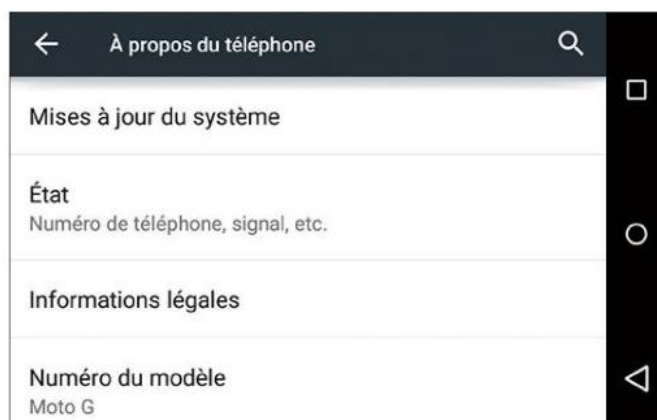 À propos du téléphone
Mises à jour du système
État
Numéro de téléphone, signal, etc.
Informations légales
Numéro du modèle
Moto G